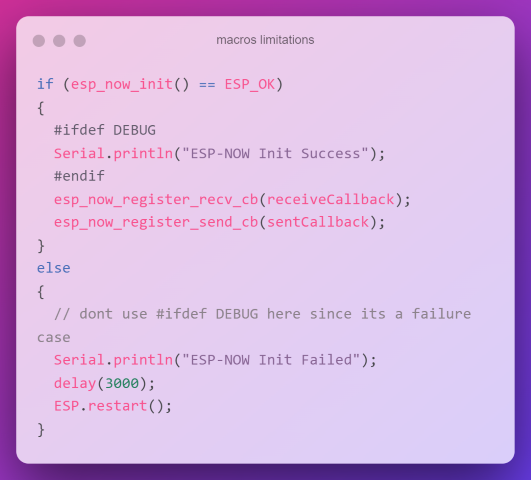 macros limitations
if (esp_now_init() == ESP_OK)
{
  #ifdef DEBUG
  Serial.println("ESP-NOW Init Success");
  #endif
  esp_now_register_recv_cb(receiveCallback);
  esp_now_register_send_cb(sentCallback);
}
else
{
  // dont use #ifdef DEBUG here since its a failure
case
  Serial.println("ESP-NOW Init Failed");
  delay(3000);
  ESP.restart();
}